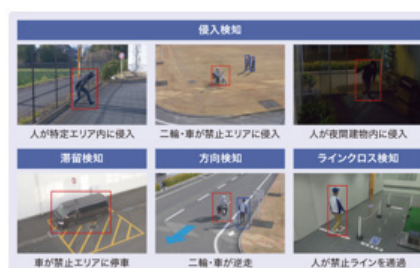 侵入検知
人が特定エリア内に侵入
二輪・車が禁止エリアに侵入
人が夜間建物内に侵入
滞留検知
方向検知
ラインクロス検知
車が禁止エリアに停車
二輪・車が逆走
人が禁止ラインを通過